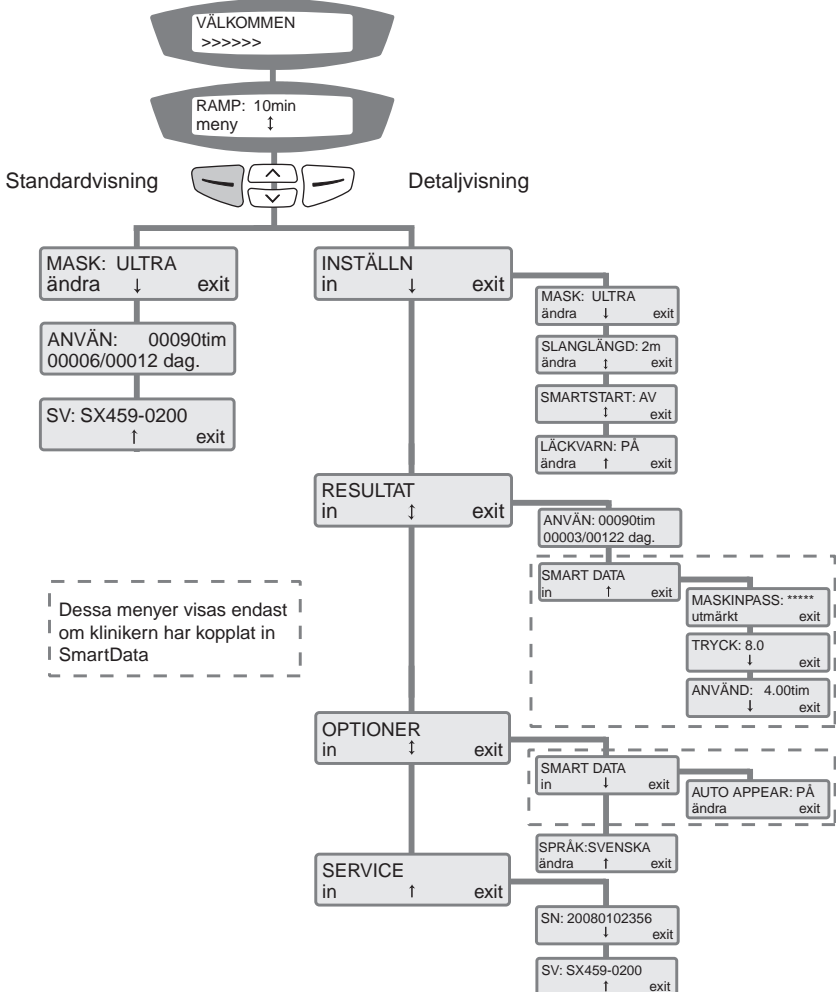 VÄLKOMMEN
>>>>>>
RAMP: 10min
meny ↕
Standardvisning
Detaljvisning
MASK: ULTRA
ändra ↓ exit
ANVÄN: 00090tim
00006/00012 dag.
SV: SX459-0200
↑ exit
INSTÄLLN
in ↓ exit
MASK: ULTRA
ändra ↓ exit
SLANGLÄNGD: 2m
ändra ↕ exit
SMARTSTART: AV
↕ exit
LÄCKVARN: PÅ
ändra ↑ exit
RESULTAT
in ↕ exit
ANVÄN: 00090tim
00003/00122 dag.
SMART DATA
in ↑ exit
MASKINPASS: *****
utmärkt exit
TRYCK: 8.0
↓ exit
ANVÄND: 4.00tim
↓ exit
Dessa menyer visas endast
om klinikern har kopplat in
SmartData
OPTIONER
in ↕ exit
SMART DATA
in ↓ exit
AUTO APPEAR: PÅ
ändra exit
SPRÅK:SVENSKA
ändra ↑ exit
SERVICE
in ↑ exit
SN: 20080102356
↓ exit
SV: SX459-0200
↑ exit